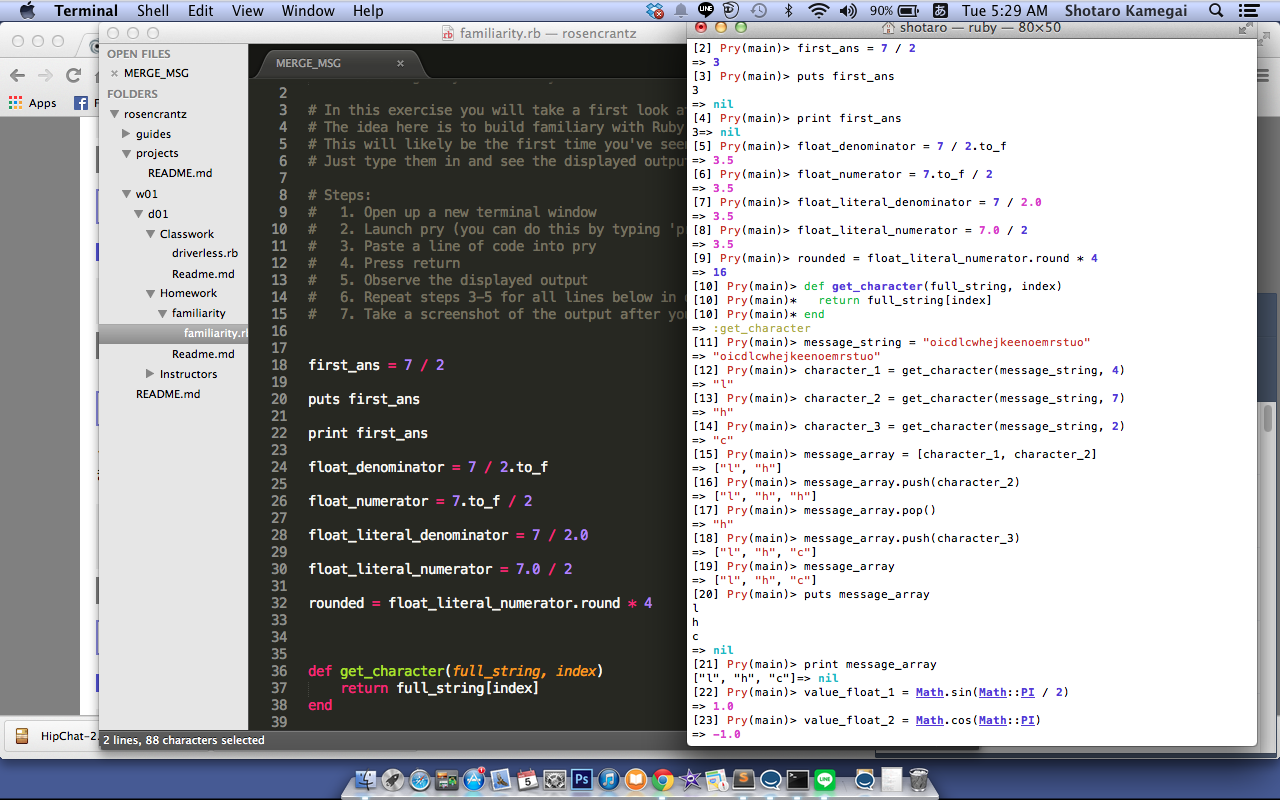 Terminal Shell Edit View Window Help 90% あ Tue 5:29 AM Shotaro Kamegai
LINE
Apps
familiarity.rb — rosencrantz
OPEN FILES
× MERGE_MSG
FOLDERS
rosencrantz
guides
projects
README.md
w01
d01
Classwork
driverless.rb
Readme.md
Homework
familiarity
familiarity.rl
Readme.md
Instructors
README.md
MERGE_MSG ×
2
3 # In this exercise you will take a first look a
4 # The idea here is to build familiary with Ruby
5 # This will likely be the first time you've see
6 # Just type them in and see the displayed outpu
7
8 # Steps:
9 #   1. Open up a new terminal window
10 #   2. Launch pry (you can do this by typing 'p
11 #   3. Paste a line of code into pry
12 #   4. Press return
13 #   5. Observe the displayed output
14 #   6. Repeat steps 3-5 for all lines below in
15 #   7. Take a screenshot of the output after yo
16
17
18 first_ans = 7 / 2
19
20 puts first_ans
21
22 print first_ans
23
24 float_denominator = 7 / 2.to_f
25
26 float_numerator = 7.to_f / 2
27
28 float_literal_denominator = 7 / 2.0
29
30 float_literal_numerator = 7.0 / 2
31
32 rounded = float_literal_numerator.round * 4
33
34
35
36 def get_character(full_string, index)
37     return full_string[index]
38 end
39
2 lines, 88 characters selected
HipChat-2
shotaro — ruby — 80×50
[2] Pry(main)> first_ans = 7 / 2
=> 3
[3] Pry(main)> puts first_ans
3
=> nil
[4] Pry(main)> print first_ans
3=> nil
[5] Pry(main)> float_denominator = 7 / 2.to_f
=> 3.5
[6] Pry(main)> float_numerator = 7.to_f / 2
=> 3.5
[7] Pry(main)> float_literal_denominator = 7 / 2.0
=> 3.5
[8] Pry(main)> float_literal_numerator = 7.0 / 2
=> 3.5
[9] Pry(main)> rounded = float_literal_numerator.round * 4
=> 16
[10] Pry(main)> def get_character(full_string, index)
[10] Pry(main)*   return full_string[index]
[10] Pry(main)* end
=> :get_character
[11] Pry(main)> message_string = "oicdlcwhejkeenoemrstuo"
=> "oicdlcwhejkeenoemrstuo"
[12] Pry(main)> character_1 = get_character(message_string, 4)
=> "l"
[13] Pry(main)> character_2 = get_character(message_string, 7)
=> "h"
[14] Pry(main)> character_3 = get_character(message_string, 2)
=> "c"
[15] Pry(main)> message_array = [character_1, character_2]
=> ["l", "h"]
[16] Pry(main)> message_array.push(character_2)
=> ["l", "h", "h"]
[17] Pry(main)> message_array.pop()
=> "h"
[18] Pry(main)> message_array.push(character_3)
=> ["l", "h", "c"]
[19] Pry(main)> message_array
=> ["l", "h", "c"]
[20] Pry(main)> puts message_array
l
h
c
=> nil
[21] Pry(main)> print message_array
["l", "h", "c"]=> nil
[22] Pry(main)> value_float_1 = Math.sin(Math::PI / 2)
=> 1.0
[23] Pry(main)> value_float_2 = Math.cos(Math::PI)
=> -1.0
5
Ps
S
LINE